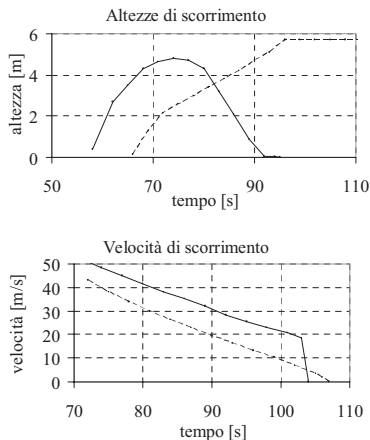 Altezze di scorrimento
altezza [m]
6
4
2
0
50 70 90 110
tempo [s]
Velocità di scorrimento
velocità [m/s]
50
40
30
20
10
0
70 80 90 100 110
tempo [s]